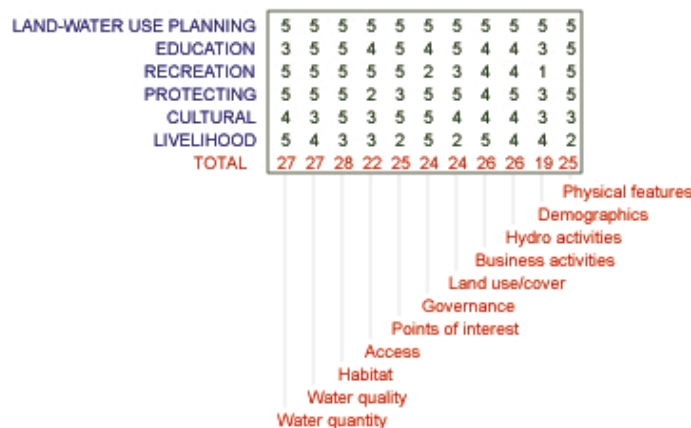 LAND-WATER USE PLANNING 5 5 5 5 5 5 5 5 5 5 5
EDUCATION 3 5 5 4 5 4 5 4 4 3 5
RECREATION 5 5 5 5 5 2 3 4 4 1 5
PROTECTING 5 5 5 2 3 5 5 4 5 3 5
CULTURAL 4 3 5 3 5 5 4 4 4 3 3
LIVELIHOOD 5 4 3 3 2 5 2 5 4 4 2
TOTAL 27 27 28 22 25 24 24 26 26 19 25
Physical features
Demographics
Hydro activities
Business activities
Land use/cover
Governance
Points of interest
Access
Habitat
Water quality
Water quantity